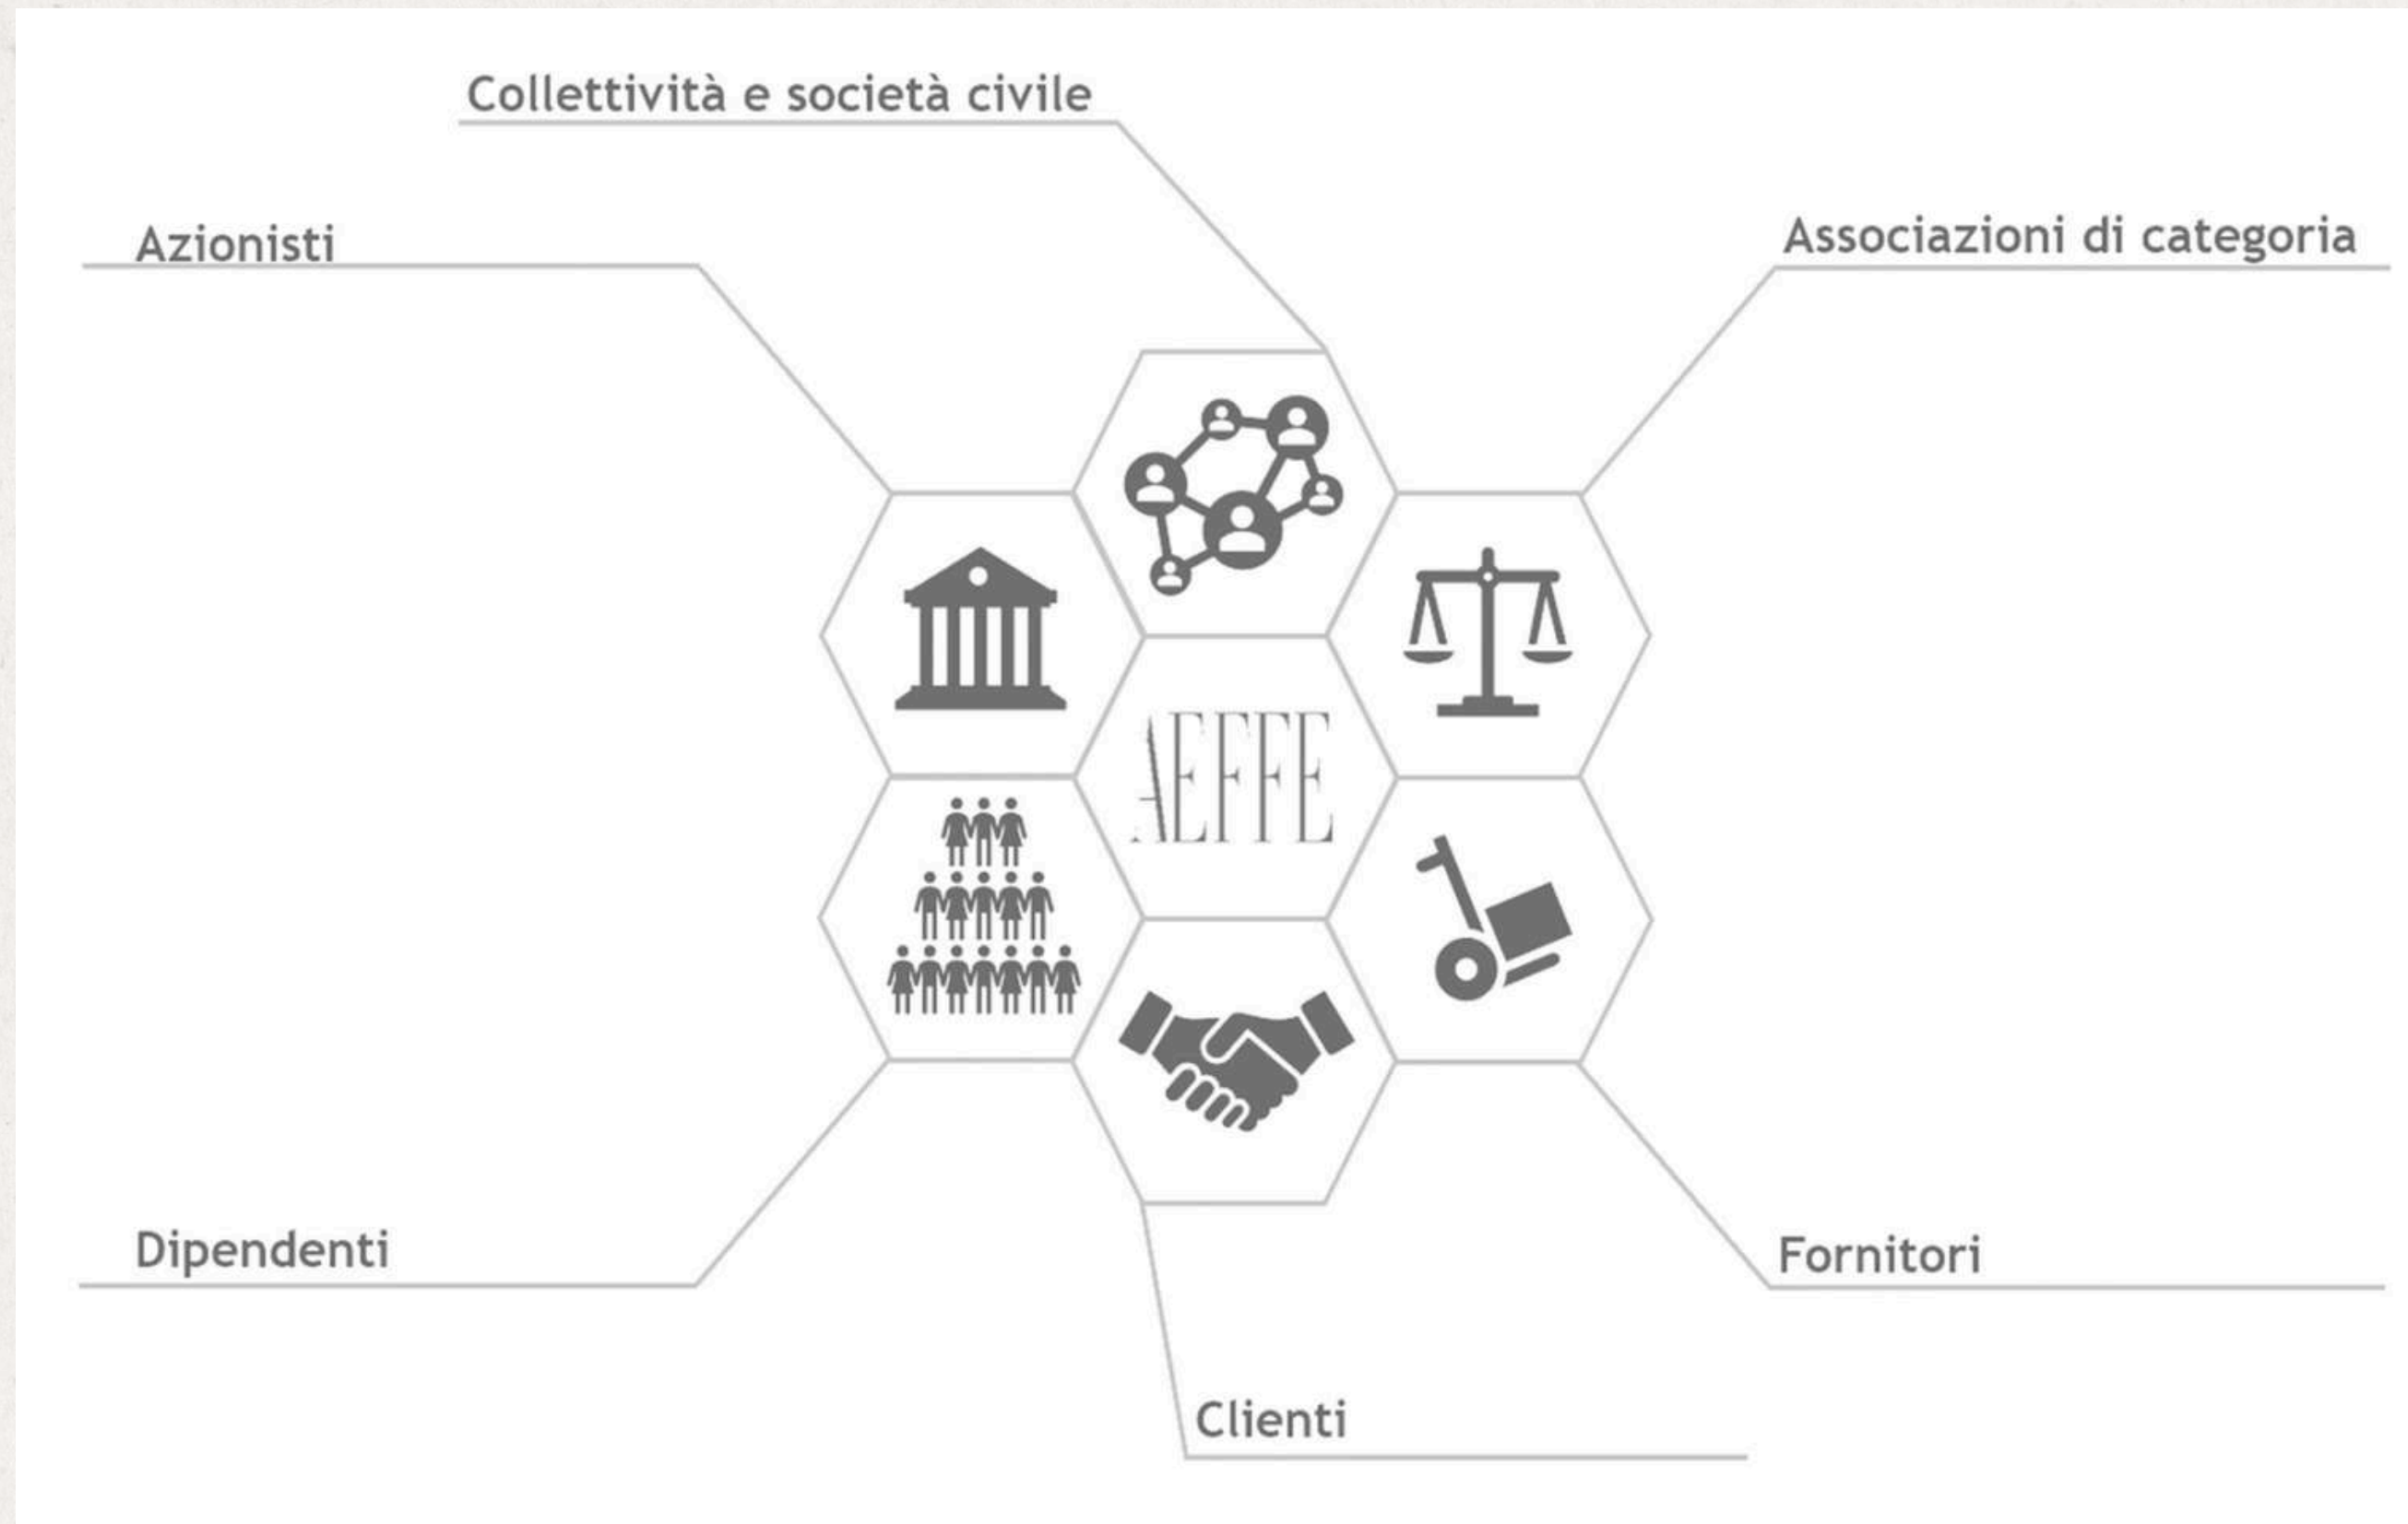 Collettività e società civile
Azionisti
Associazioni di categoria
AEFFE
Dipendenti
Fornitori
Clienti